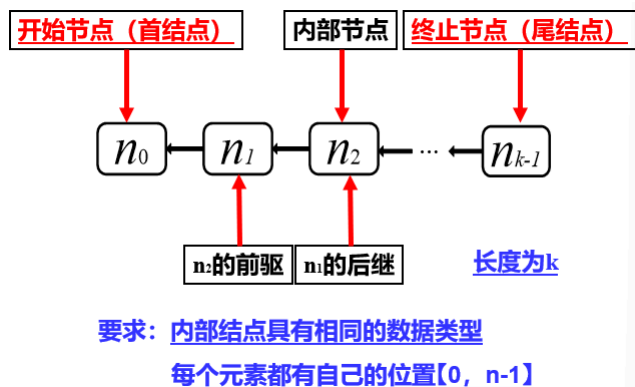 开始节点（首结点） 内部节点 终止节点（尾结点）
n0 n1 n2 ... nk-1
n2的前驱 n1的后继 长度为k
要求：内部结点具有相同的数据类型
每个元素都有自己的位置【0，n-1】